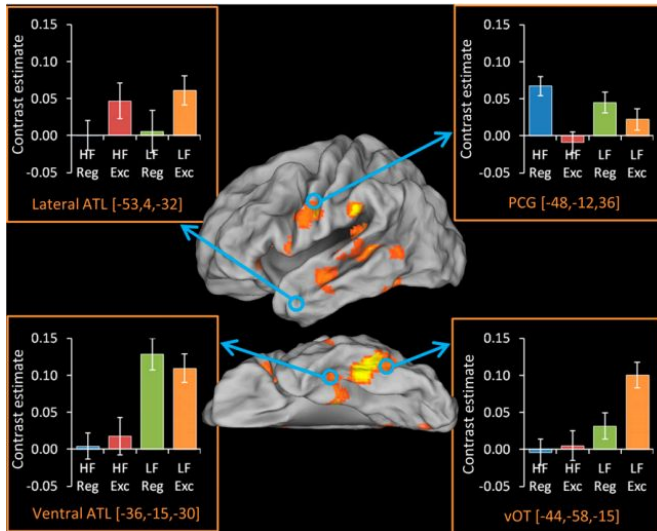 0.15
0.10
0.05
0.00
-0.05
Contrast estimate
HF HF LF LF
Reg Exc Reg Exc
Lateral ATL [-53,4,-32]
0.15
0.10
0.05
0.00
-0.05
Contrast estimate
HF HF LF LF
Reg Exc Reg Exc
PCG [-48,-12,36]
0.15
0.10
0.05
0.00
-0.05
Contrast estimate
HF HF LF LF
Reg Exc Reg Exc
Ventral ATL [-36,-15,-30]
0.15
0.10
0.05
0.00
-0.05
Contrast estimate
HF HF LF LF
Reg Exc Reg Exc
vOT [-44,-58,-15]